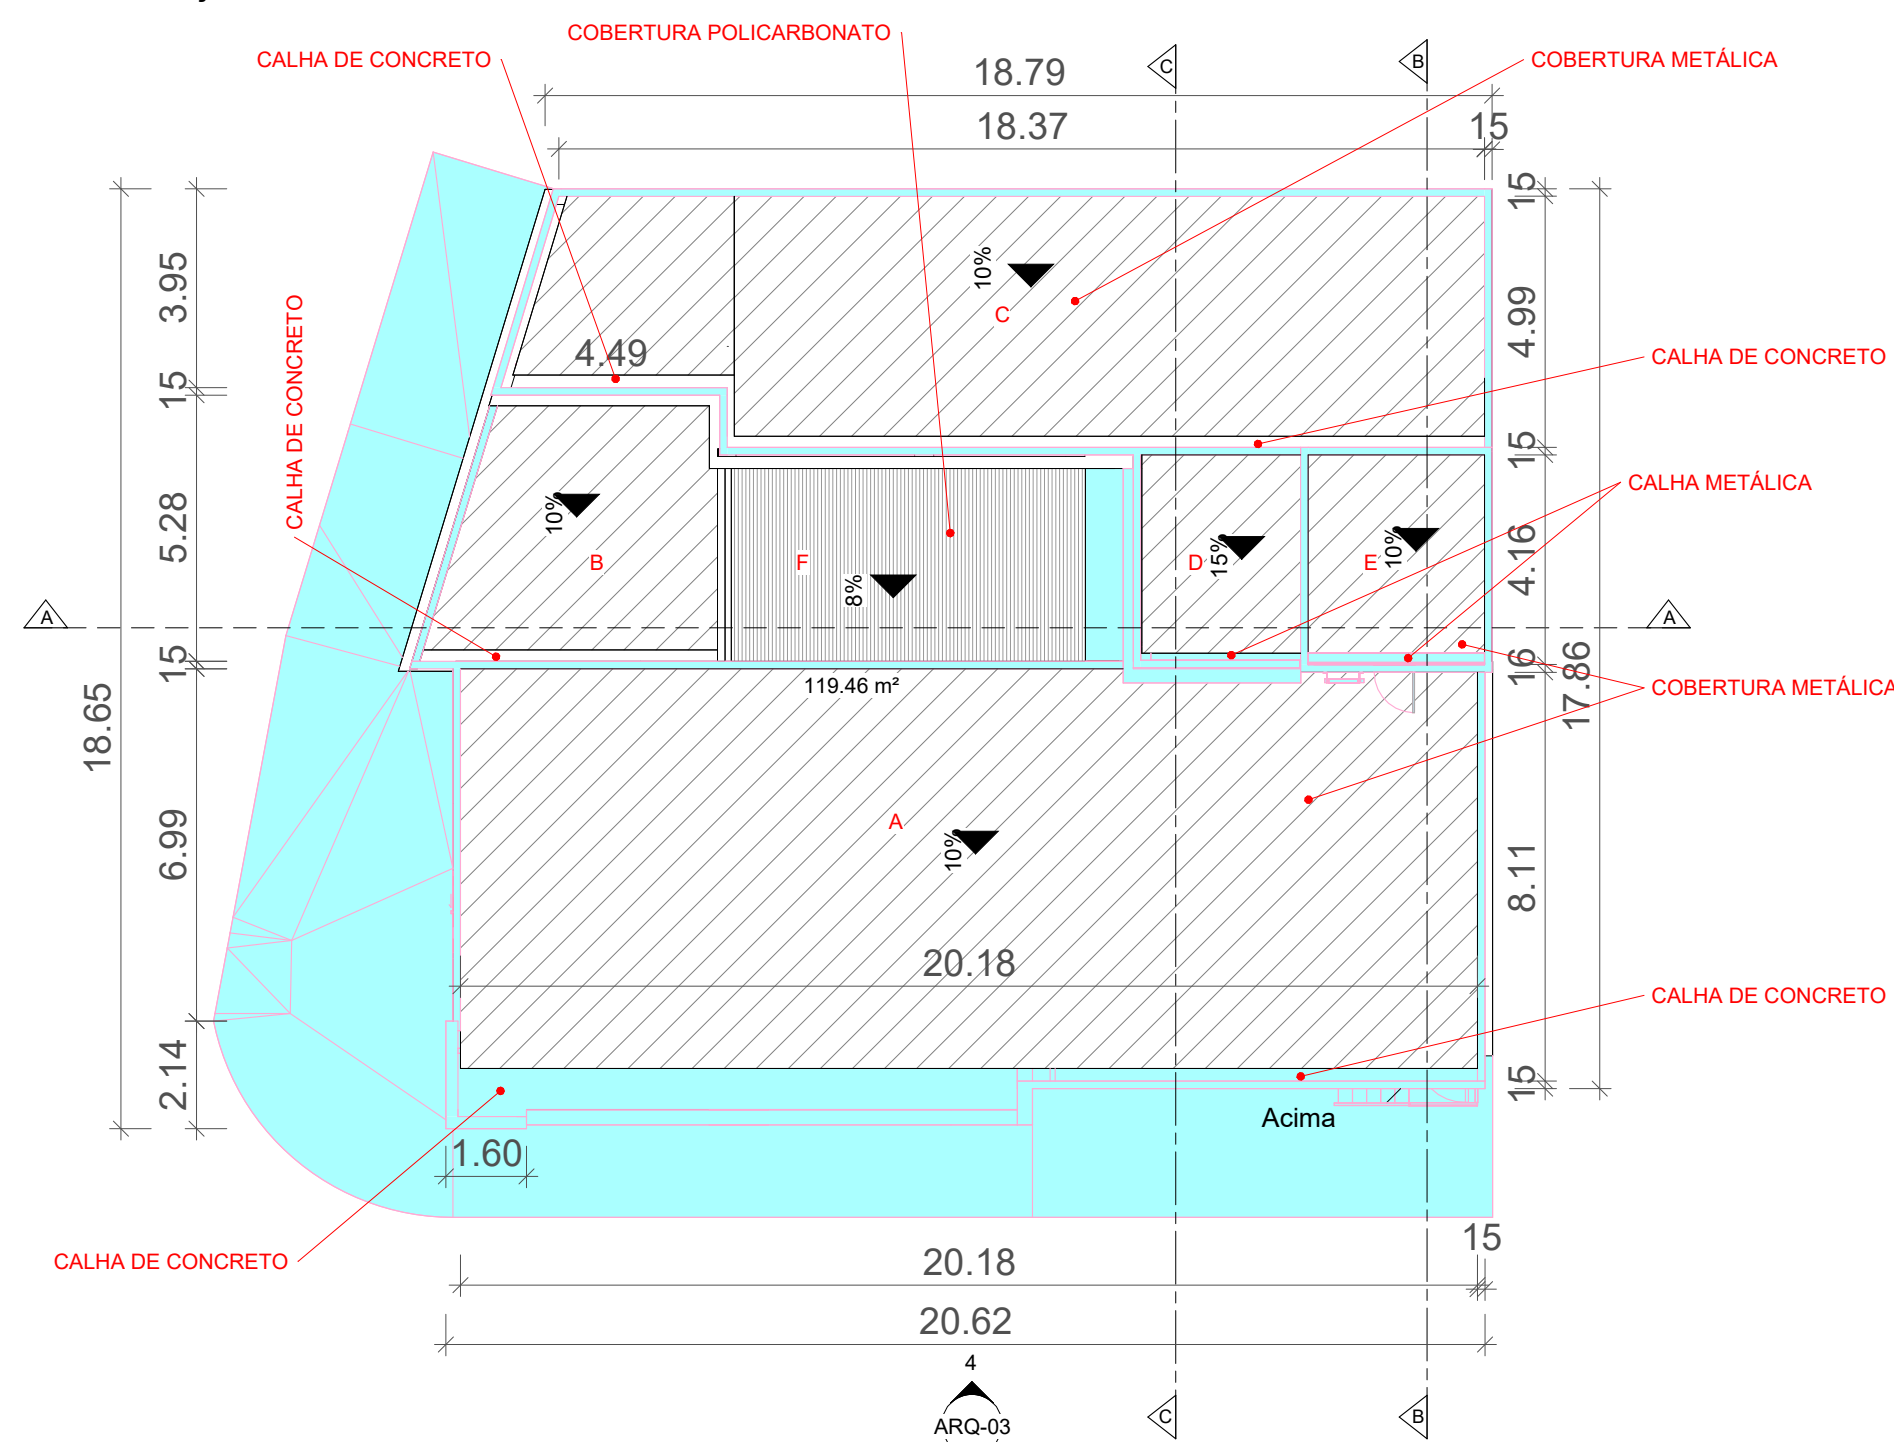 COBERTURA POLICARBONATO
CALHA DE CONCRETO
COBERTURA METÁLICA
C
B
18.79
18.37
15
15
3.95
10%
C
4.99
CALHA DE CONCRETO
4.49
CALHA DE CONCRETO
15
15
CALHA METÁLICA
5.28
10%
B
F
8%
D
15%
E
10%
4.16
A
A
15
16
119.46 m²
COBERTURA METÁLICA
18.65
17.86
6.99
A
10%
8.11
20.18
CALHA DE CONCRETO
2.14
15
Acima
1.60
CALHA DE CONCRETO
15
20.18
20.62
4
ARQ-03
C
B